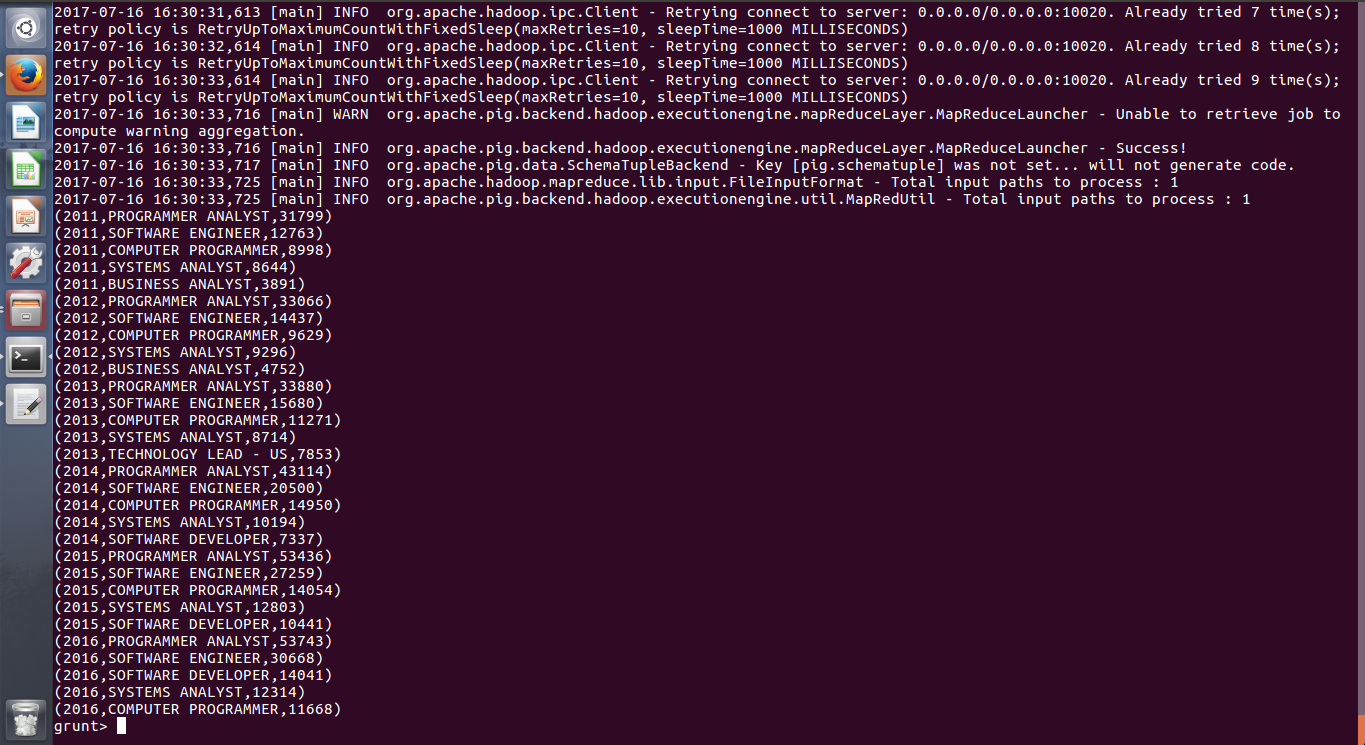 2017-07-16 16:30:31,613 [main] INFO  org.apache.hadoop.ipc.Client - Retrying connect to server: 0.0.0.0/0.0.0.0:10020. Already tried 7 time(s);
retry policy is RetryUpToMaximumCountWithFixedSleep(maxRetries=10, sleepTime=1000 MILLISECONDS)
2017-07-16 16:30:32,614 [main] INFO  org.apache.hadoop.ipc.Client - Retrying connect to server: 0.0.0.0/0.0.0.0:10020. Already tried 8 time(s);
retry policy is RetryUpToMaximumCountWithFixedSleep(maxRetries=10, sleepTime=1000 MILLISECONDS)
2017-07-16 16:30:33,614 [main] INFO  org.apache.hadoop.ipc.Client - Retrying connect to server: 0.0.0.0/0.0.0.0:10020. Already tried 9 time(s);
retry policy is RetryUpToMaximumCountWithFixedSleep(maxRetries=10, sleepTime=1000 MILLISECONDS)
2017-07-16 16:30:33,716 [main] WARN  org.apache.pig.backend.hadoop.executionengine.mapReduceLayer.MapReduceLauncher - Unable to retrieve job to
compute warning aggregation.
2017-07-16 16:30:33,716 [main] INFO  org.apache.pig.backend.hadoop.executionengine.mapReduceLayer.MapReduceLauncher - Success!
2017-07-16 16:30:33,717 [main] INFO  org.apache.pig.data.SchemaTupleBackend - Key [pig.schematuple] was not set... will not generate code.
2017-07-16 16:30:33,725 [main] INFO  org.apache.hadoop.mapreduce.lib.input.FileInputFormat - Total input paths to process : 1
2017-07-16 16:30:33,725 [main] INFO  org.apache.pig.backend.hadoop.executionengine.util.MapRedUtil - Total input paths to process : 1
(2011,PROGRAMMER ANALYST,31799)
(2011,SOFTWARE ENGINEER,12763)
(2011,COMPUTER PROGRAMMER,8998)
(2011,SYSTEMS ANALYST,8644)
(2011,BUSINESS ANALYST,3891)
(2012,PROGRAMMER ANALYST,33066)
(2012,SOFTWARE ENGINEER,14437)
(2012,COMPUTER PROGRAMMER,9629)
(2012,SYSTEMS ANALYST,9296)
(2012,BUSINESS ANALYST,4752)
(2013,PROGRAMMER ANALYST,33880)
(2013,SOFTWARE ENGINEER,15680)
(2013,COMPUTER PROGRAMMER,11271)
(2013,SYSTEMS ANALYST,8714)
(2013,TECHNOLOGY LEAD - US,7853)
(2014,PROGRAMMER ANALYST,43114)
(2014,SOFTWARE ENGINEER,20500)
(2014,COMPUTER PROGRAMMER,14950)
(2014,SYSTEMS ANALYST,10194)
(2014,SOFTWARE DEVELOPER,7337)
(2015,PROGRAMMER ANALYST,53436)
(2015,SOFTWARE ENGINEER,27259)
(2015,COMPUTER PROGRAMMER,14054)
(2015,SYSTEMS ANALYST,12803)
(2015,SOFTWARE DEVELOPER,10441)
(2016,PROGRAMMER ANALYST,53743)
(2016,SOFTWARE ENGINEER,30668)
(2016,SOFTWARE DEVELOPER,14041)
(2016,SYSTEMS ANALYST,12314)
(2016,COMPUTER PROGRAMMER,11668)
grunt>